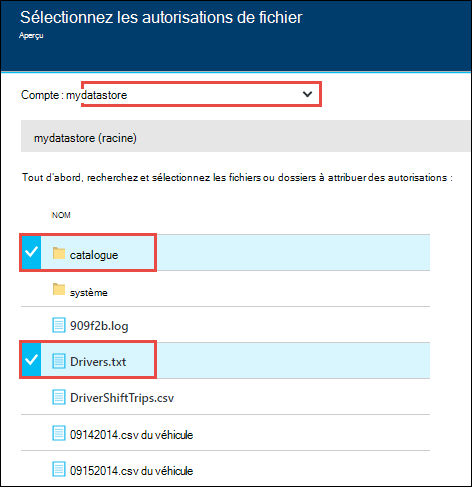 Sélectionnez les autorisations de fichier
Aperçu
Compte : mydatastore
mydatastore (racine)
Tout d'abord, recherchez et sélectionnez les fichiers ou dossiers à attribuer des autorisations :
NOM
catalogue
système
909f2b.log
Drivers.txt
DriverShiftTrips.csv
09142014.csv du véhicule
09152014.csv du véhicule